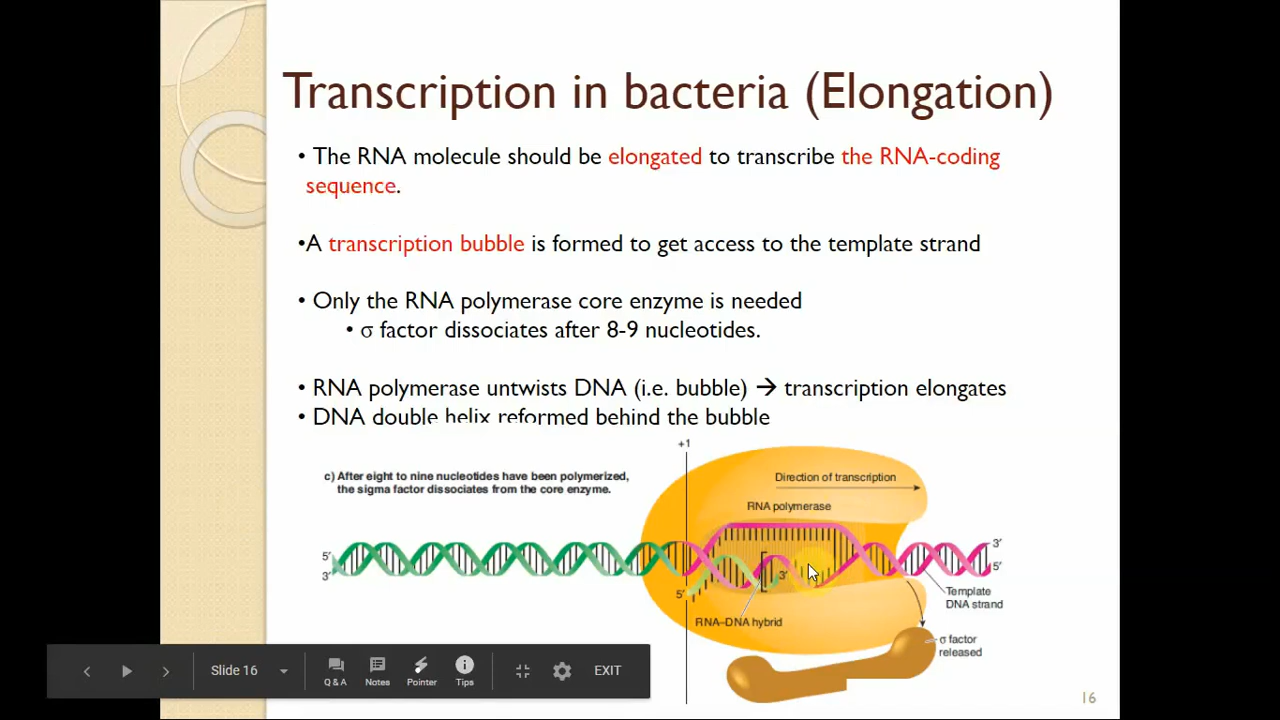 Transcription in bacteria (Elongation)
• The RNA molecule should be elongated to transcribe the RNA-coding
sequence.
•A transcription bubble is formed to get access to the template strand
• Only the RNA polymerase core enzyme is needed
• σ factor dissociates after 8-9 nucleotides.
• RNA polymerase untwists DNA (i.e. bubble) → transcription elongates
• DNA double helix reformed behind the bubble
+1
c) After eight to nine nucleotides have been polymerized,
the sigma factor dissociates from the core enzyme.
Direction of transcription
RNA polymerase
5′
3′
3′
5′
3′
5′
Template
DNA strand
RNA–DNA hybrid
σ factor
released
Slide 16
Q & A
Notes
Pointer
Tips
EXIT
16